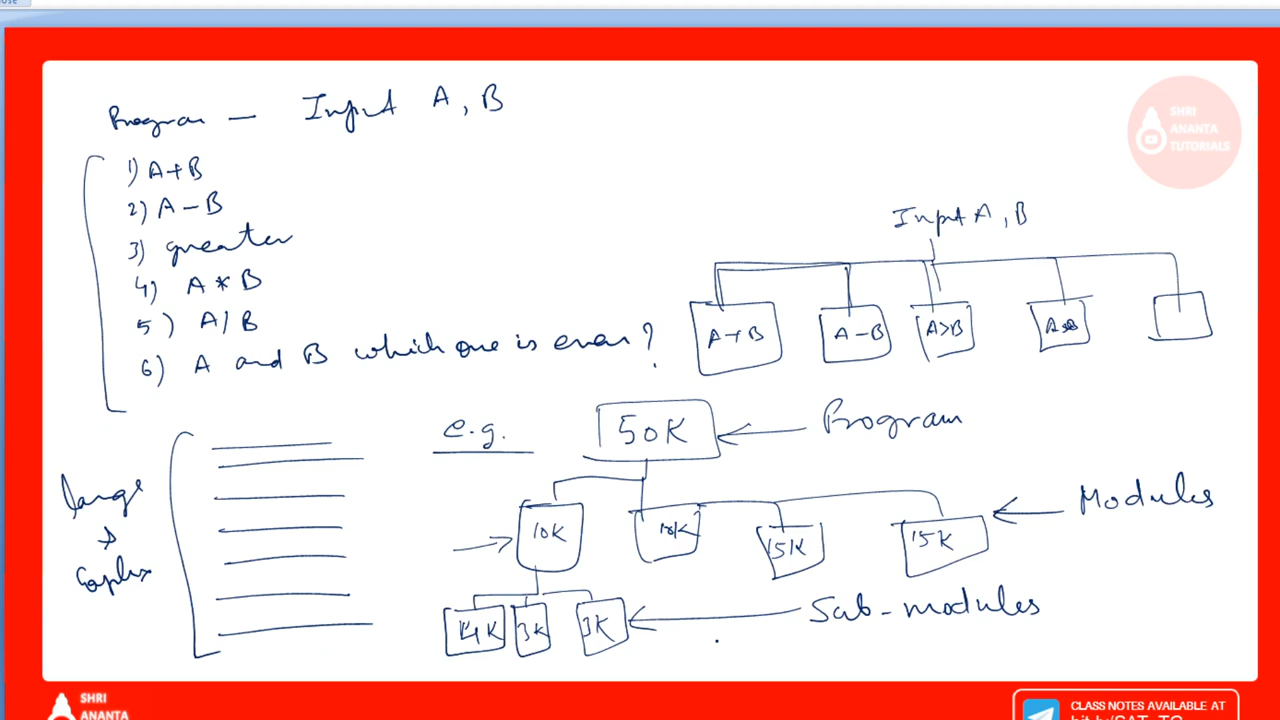 Program — Input A, B
1) A+B
2) A-B
3) greater
4) A * B
5) A/B
6) A and B which one is even?
SHRI
ANANTA
TUTORIALS
Input A, B
A+B
A-B
A>B
large
e.g.
50K
Program
10K
10K
15K
15K
Modules
4K
3K
3K
Sub-modules
SHRI
ANANTA
CLASS NOTES AVAILABLE AT